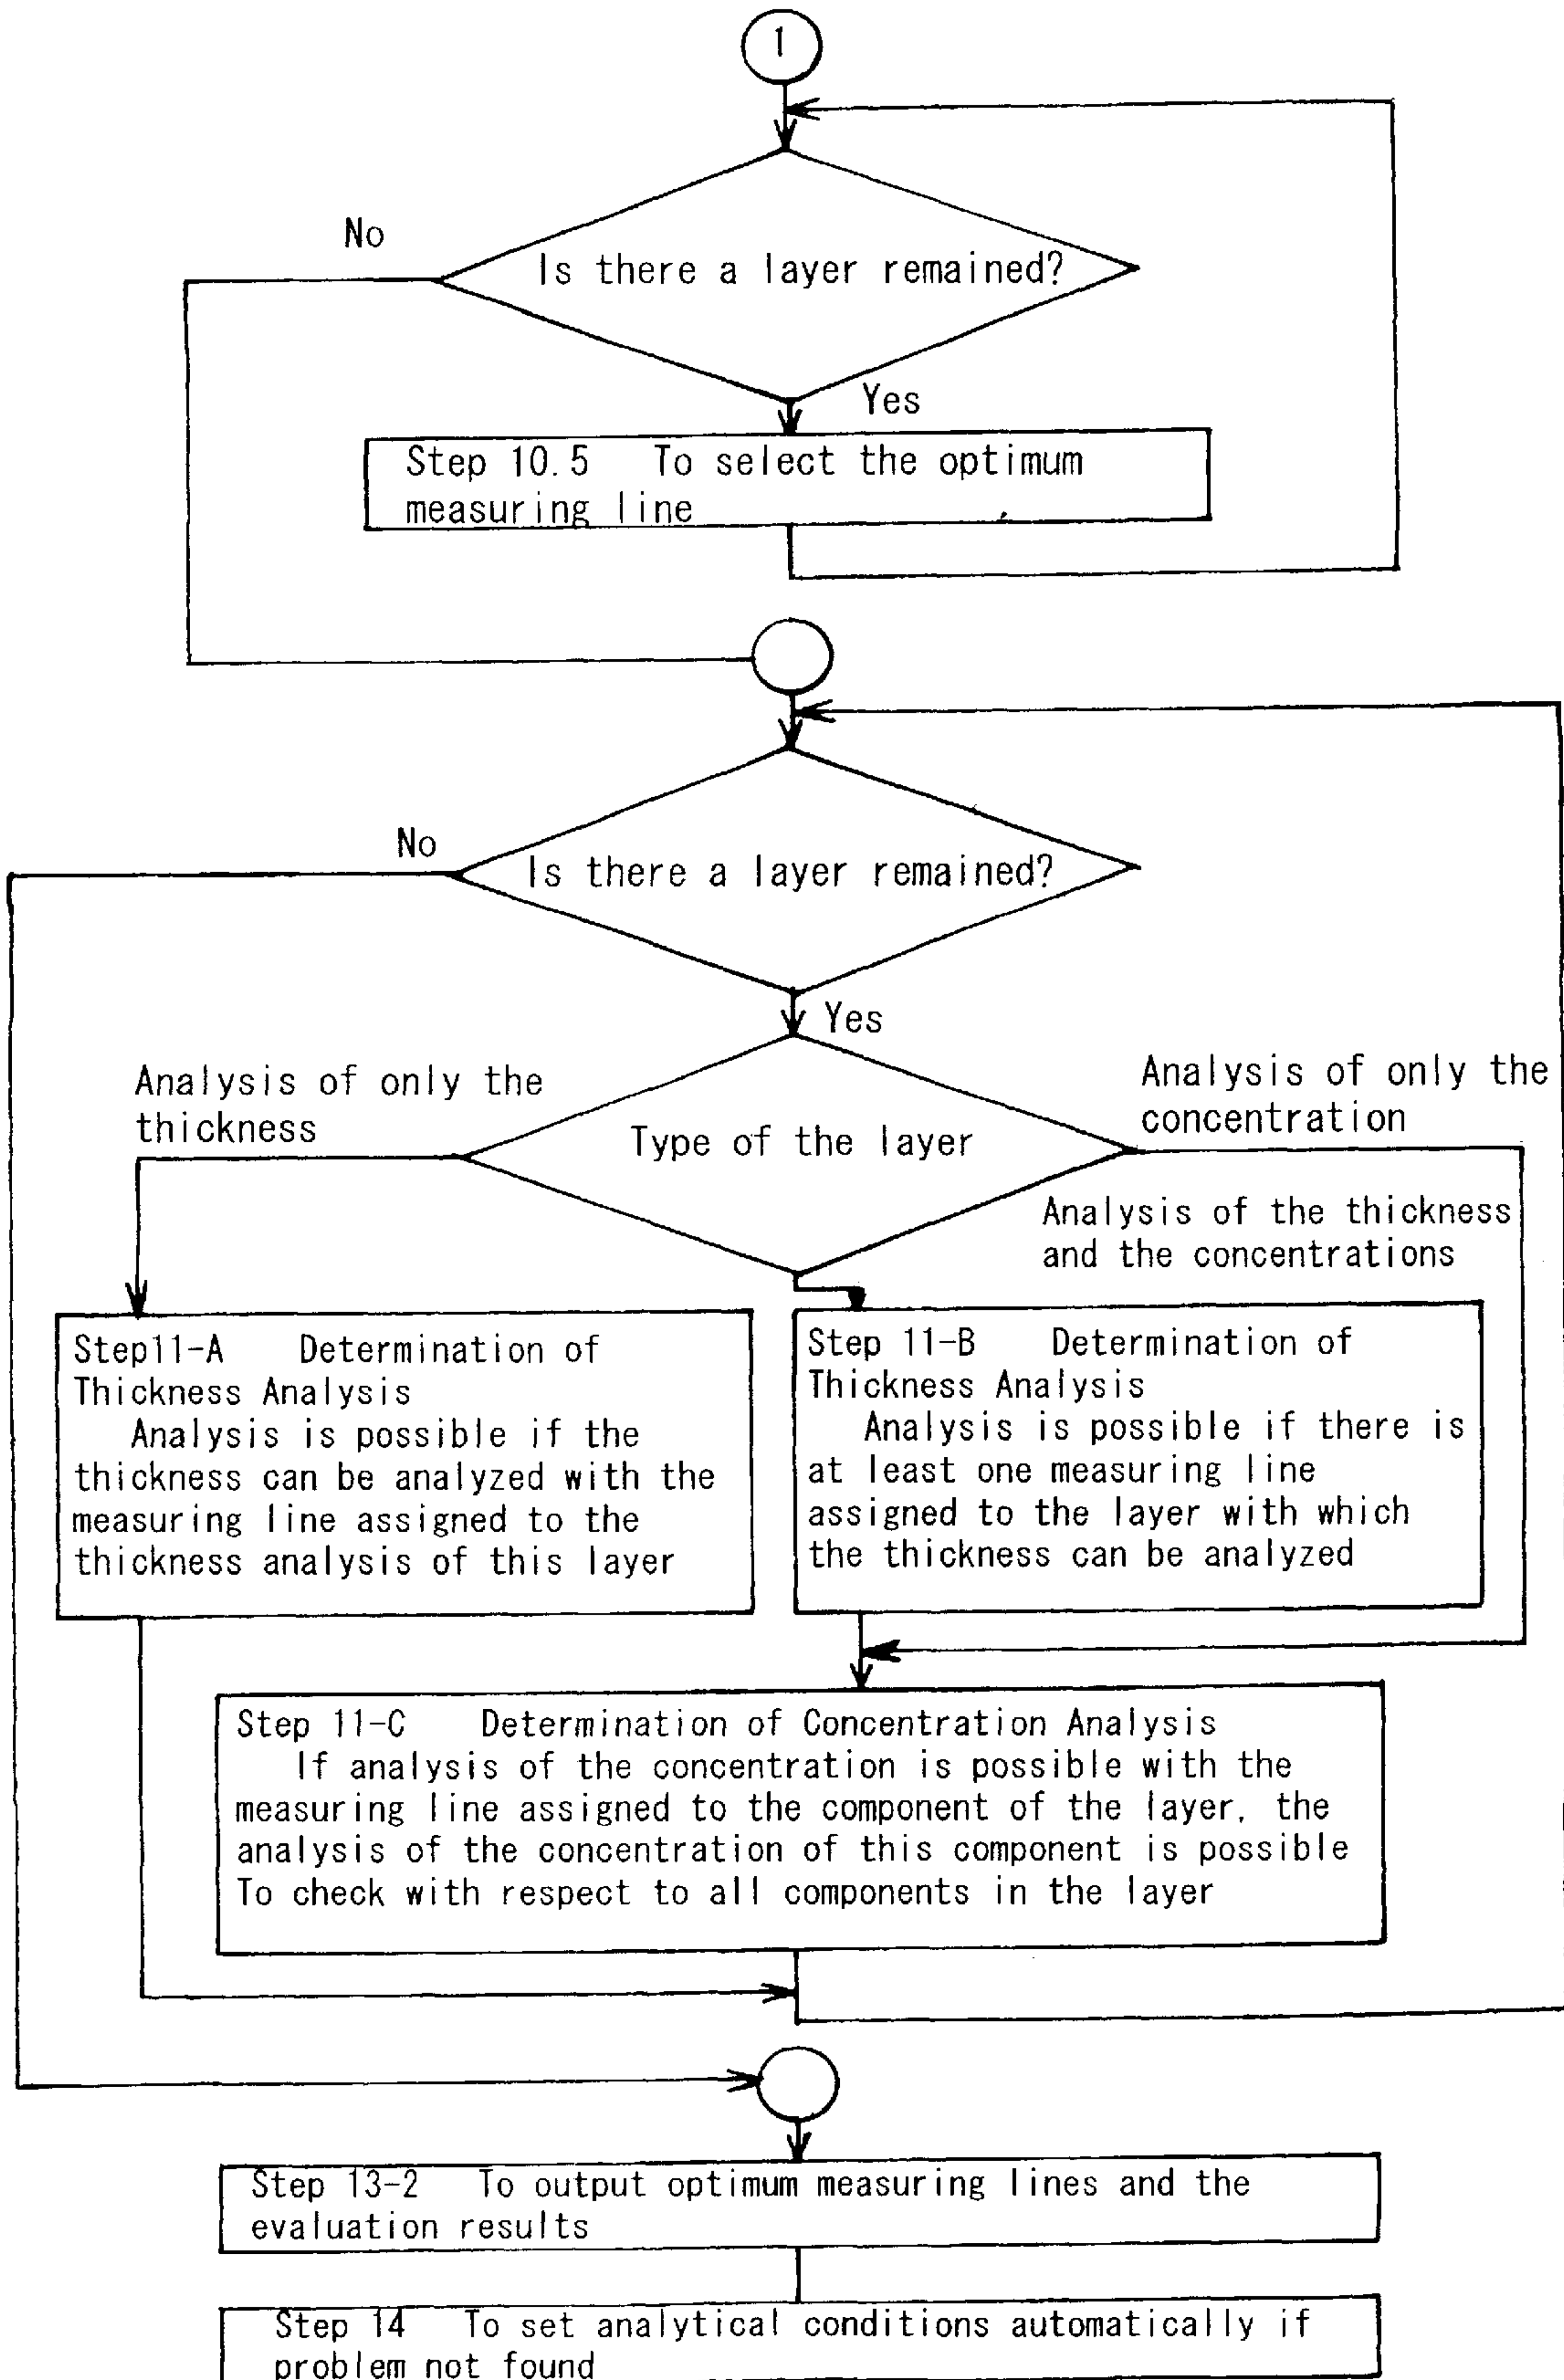 1
No
Is there a layer remained?
Yes
Step 10.5 To select the optimum
measuring line
No
Is there a layer remained?
Yes
Analysis of only the
thickness
Type of the layer
Analysis of only the
concentration
Analysis of the thickness
and the concentrations
Step11-A Determination of
Thickness Analysis
Analysis is possible if the
thickness can be analyzed with the
measuring line assigned to the
thickness analysis of this layer
Step 11-B Determination of
Thickness Analysis
Analysis is possible if there is
at least one measuring line
assigned to the layer with which
the thickness can be analyzed
Step 11-C Determination of Concentration Analysis
If analysis of the concentration is possible with the
measuring line assigned to the component of the layer, the
analysis of the concentration of this component is possible
To check with respect to all components in the layer
Step 13-2 To output optimum measuring lines and the
evaluation results
Step 14 To set analytical conditions automatically if
problem not found